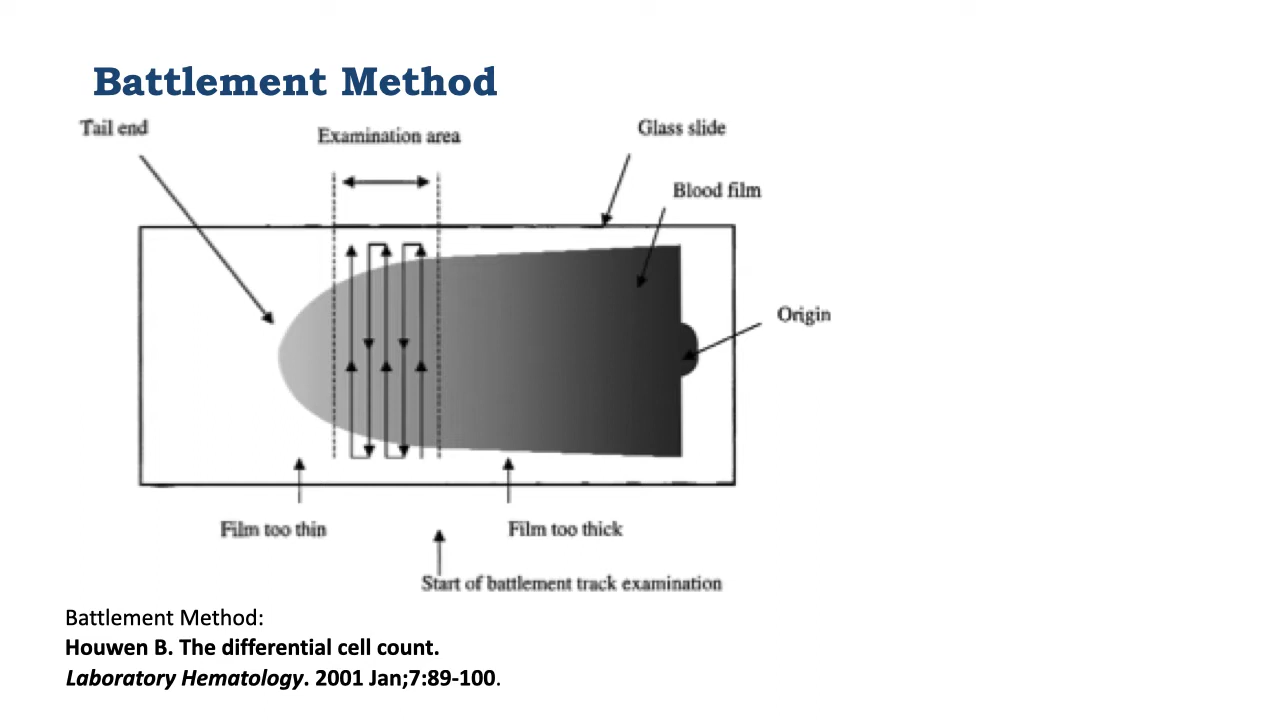 Battlement Method
Tail end
Examination area
Glass slide
Blood film
Origin
Film too thin
Film too thick
Start of battlement track examination
Battlement Method:
Houwen B. The differential cell count.
Laboratory Hematology. 2001 Jan;7:89-100.